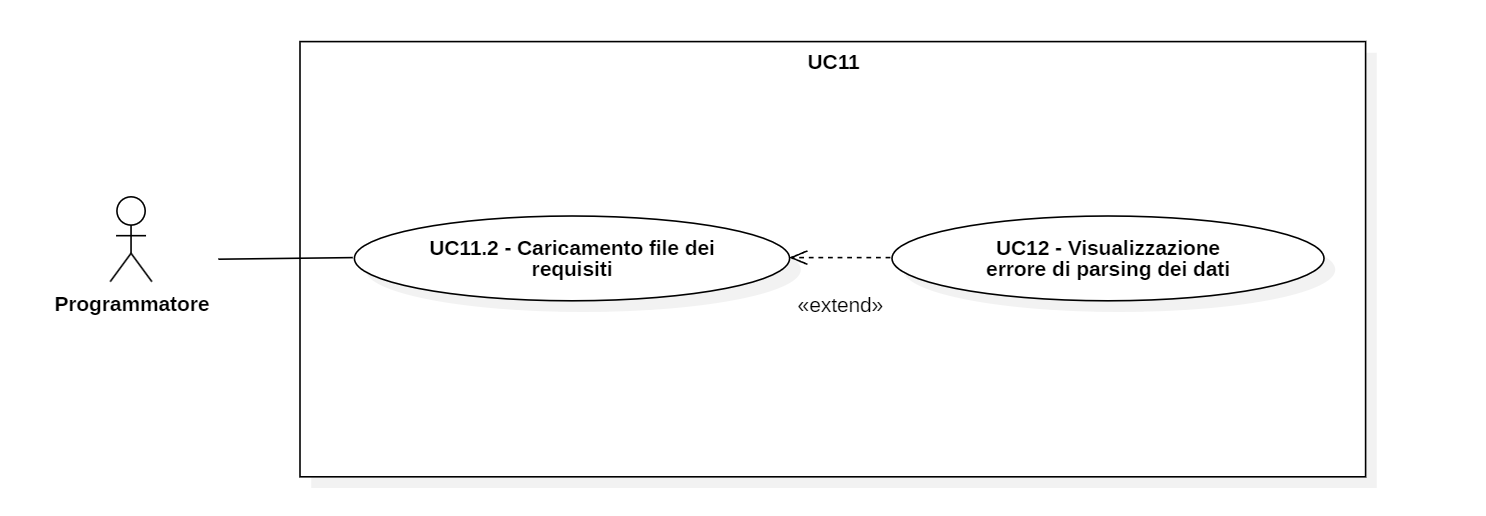 UC11
UC11.2 - Caricamento file dei
requisiti
UC12 - Visualizzazione
errore di parsing dei dati
«extend»
Programmatore